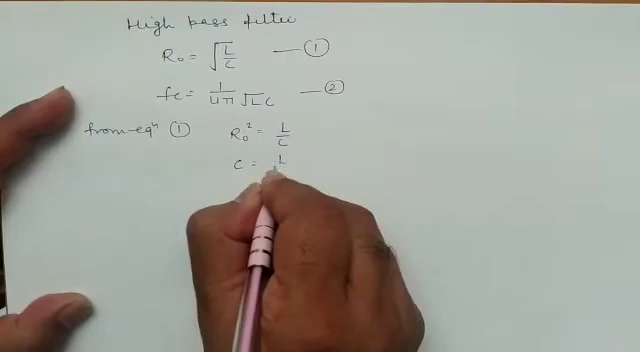 High pass filter
R₀ = √(L/C) — ①
fc = 1/(4π √LC) — ②
from eqⁿ ① R₀² = L/C
C = L